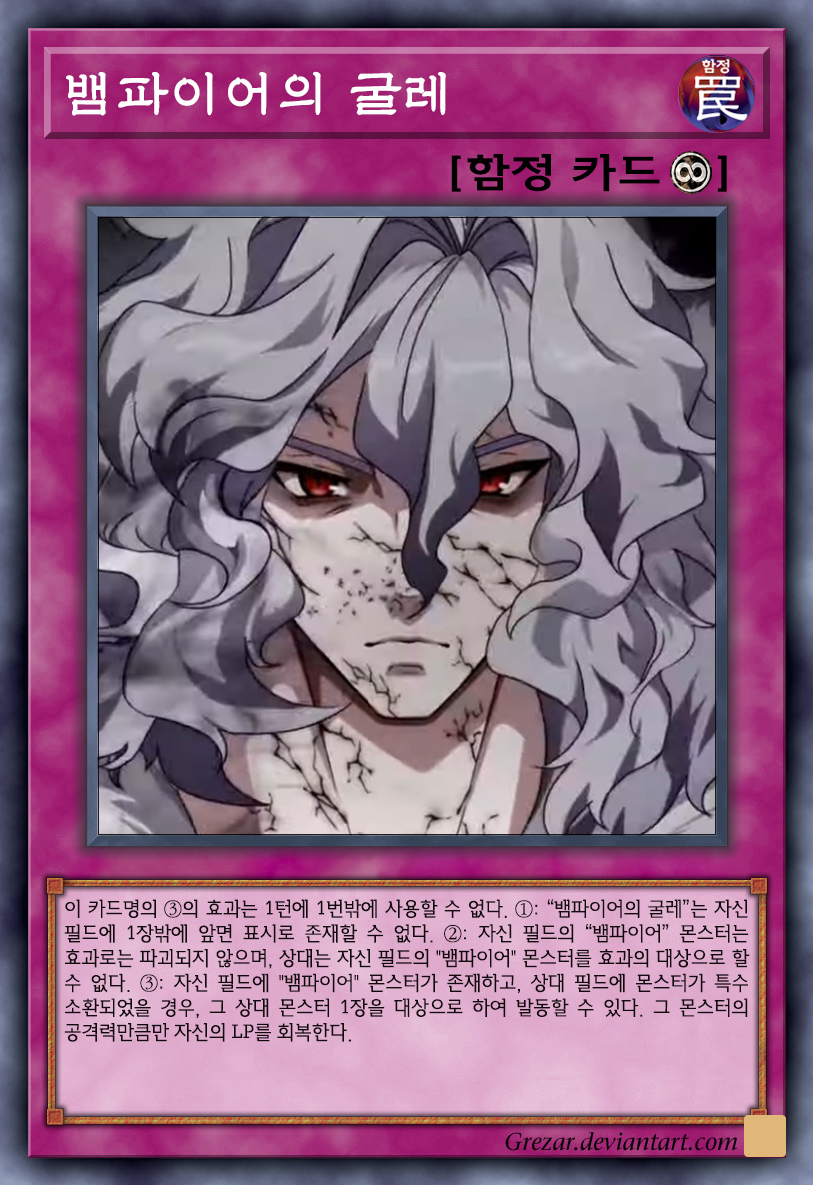 뱀파이어의 굴레
함정
罠
[함정 카드∞]
이 카드명의 ③의 효과는 1턴에 1번밖에 사용할 수 없다. ①: “뱀파이어의 굴레”는 자신
필드에 1장밖에 앞면 표시로 존재할 수 없다. ②: 자신 필드의 “뱀파이어” 몬스터는
효과로는 파괴되지 않으며, 상대는 자신 필드의 "뱀파이어" 몬스터를 효과의 대상으로 할
수 없다. ③: 자신 필드에 "뱀파이어" 몬스터가 존재하고, 상대 필드에 몬스터가 특수
소환되었을 경우, 그 상대 몬스터 1장을 대상으로 하여 발동할 수 있다. 그 몬스터의
공격력만큼만 자신의 LP를 회복한다.
Grezar.deviantart.com